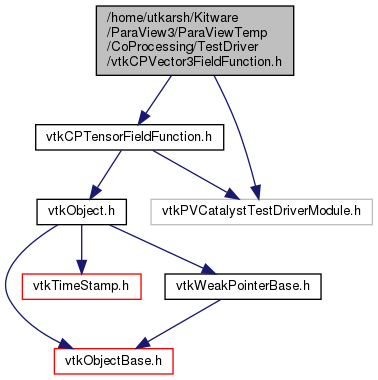 /home/utkarsh/Kitware
/ParaView3/ParaViewTemp
/CoProcessing/TestDriver
/vtkCPVector3FieldFunction.h
vtkCPTensorFieldFunction.h
vtkObject.h
vtkPVCatalystTestDriverModule.h
vtkTimeStamp.h
vtkWeakPointerBase.h
vtkObjectBase.h